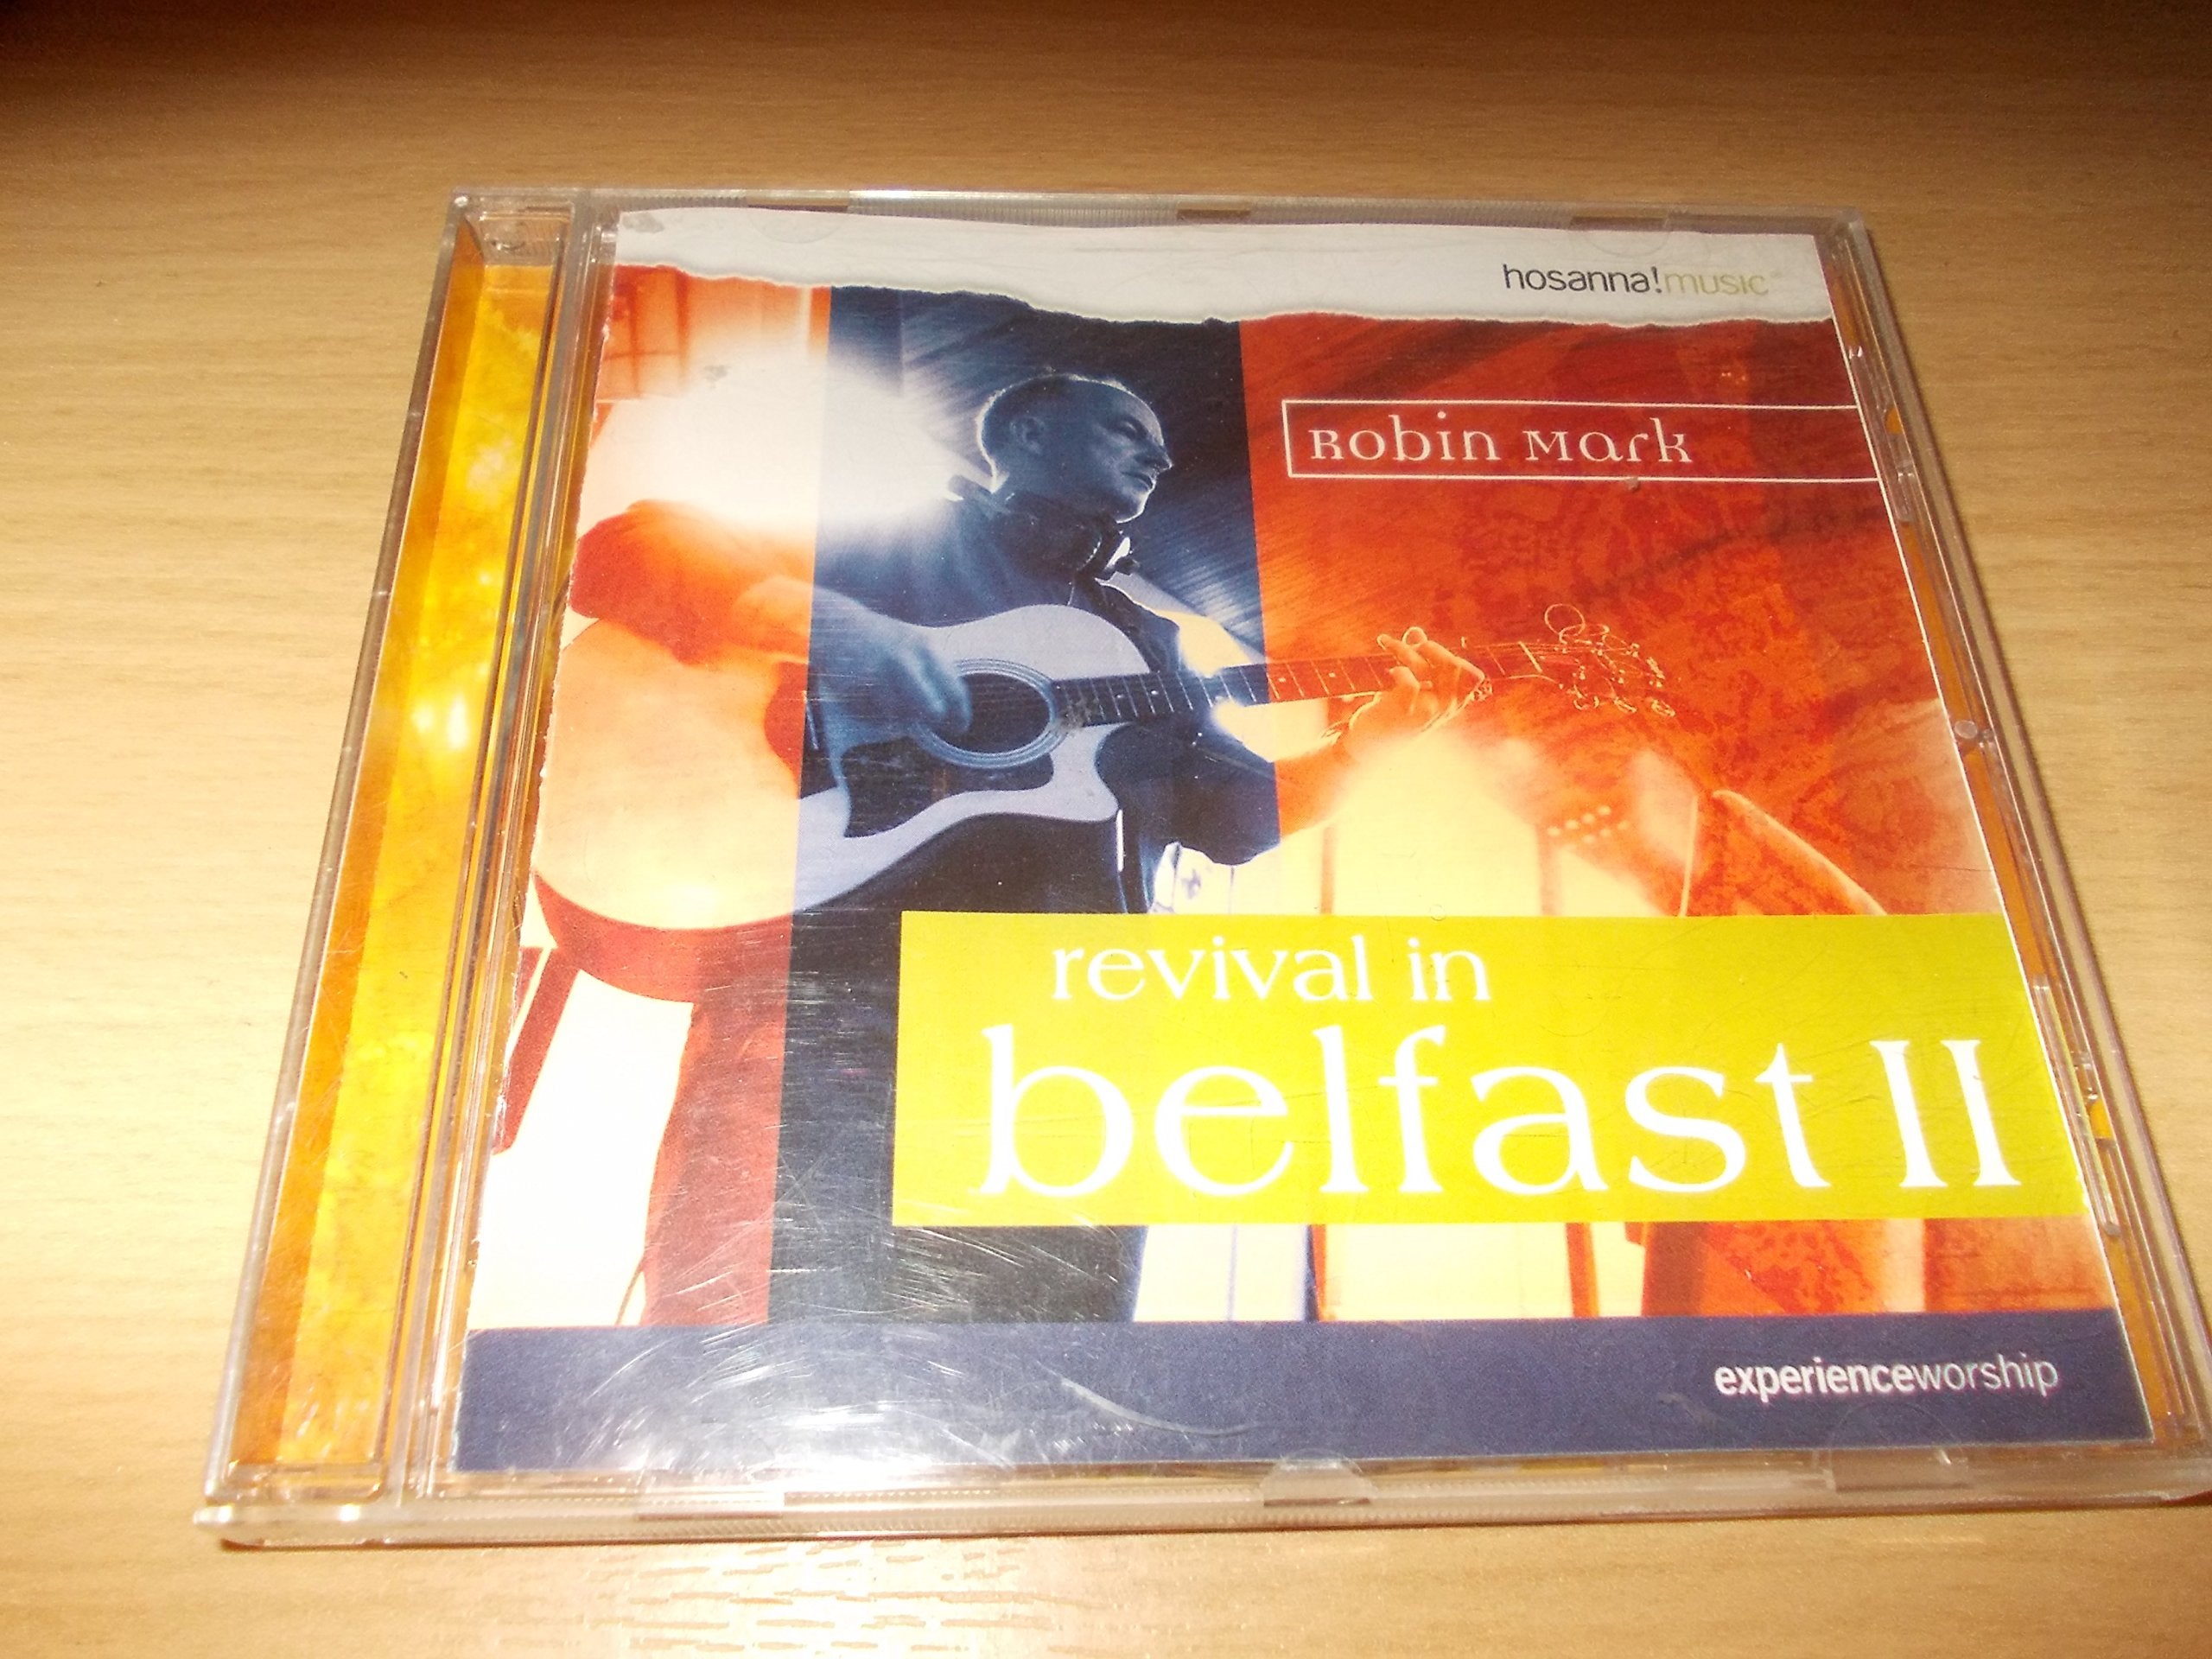 hosanna!music
Robin Mark
revival in
belfast II
experienceworship